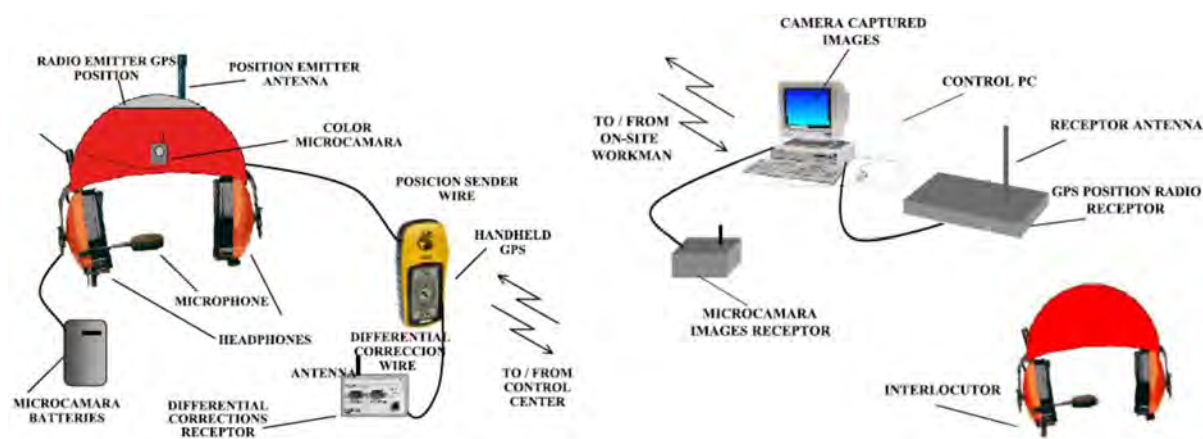 RADIO EMITTER GPS
POSITION
POSITION EMITTER
ANTENNA
COLOR
MICROCAMARA
POSICION SENDER
WIRE
HANDHELD
GPS
MICROPHONE
HEADPHONES
DIFFERENTIAL
CORRECCION
WIRE
ANTENNA
TO / FROM
CONTROL
CENTER
MICROCAMARA
BATTERIES
DIFFERENTIAL
CORRECTIONS
RECEPTOR
CAMERA CAPTURED
IMAGES
CONTROL PC
TO / FROM
ON-SITE
WORKMAN
RECEPTOR ANTENNA
GPS POSITION RADIO
RECEPTOR
MICROCAMARA
IMAGES RECEPTOR
INTERLOCUTOR